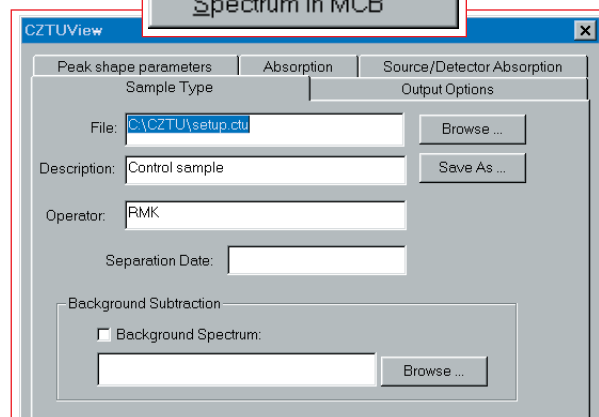 Spectrum in MCB
CZTUView
Peak shape parameters Absorption Source/Detector Absorption
Sample Type Output Options
File: C:\CZTU\setup.ctu Browse ...
Description: Control sample Save As ...
Operator: RMK
Separation Date:
Background Subtraction
Background Spectrum:
Browse ...